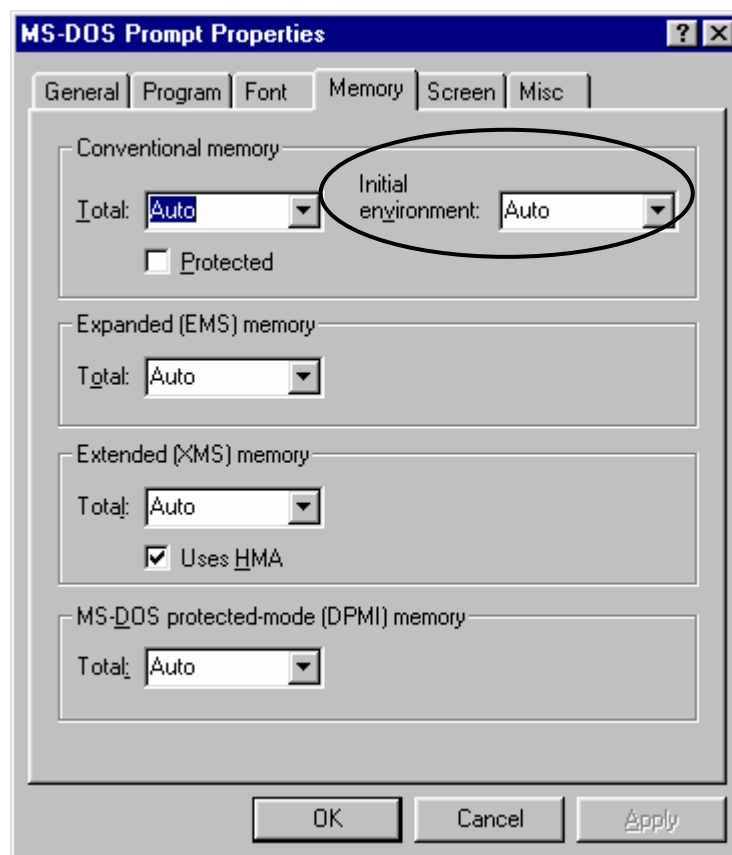 MS-DOS Prompt Properties
General Program Font Memory Screen Misc
Conventional memory
Total: Auto
Initial
environment: Auto
Protected
Expanded (EMS) memory
Total: Auto
Extended (XMS) memory
Total: Auto
Uses HMA
MS-DOS protected-mode (DPMI) memory
Total: Auto
OK Cancel Apply